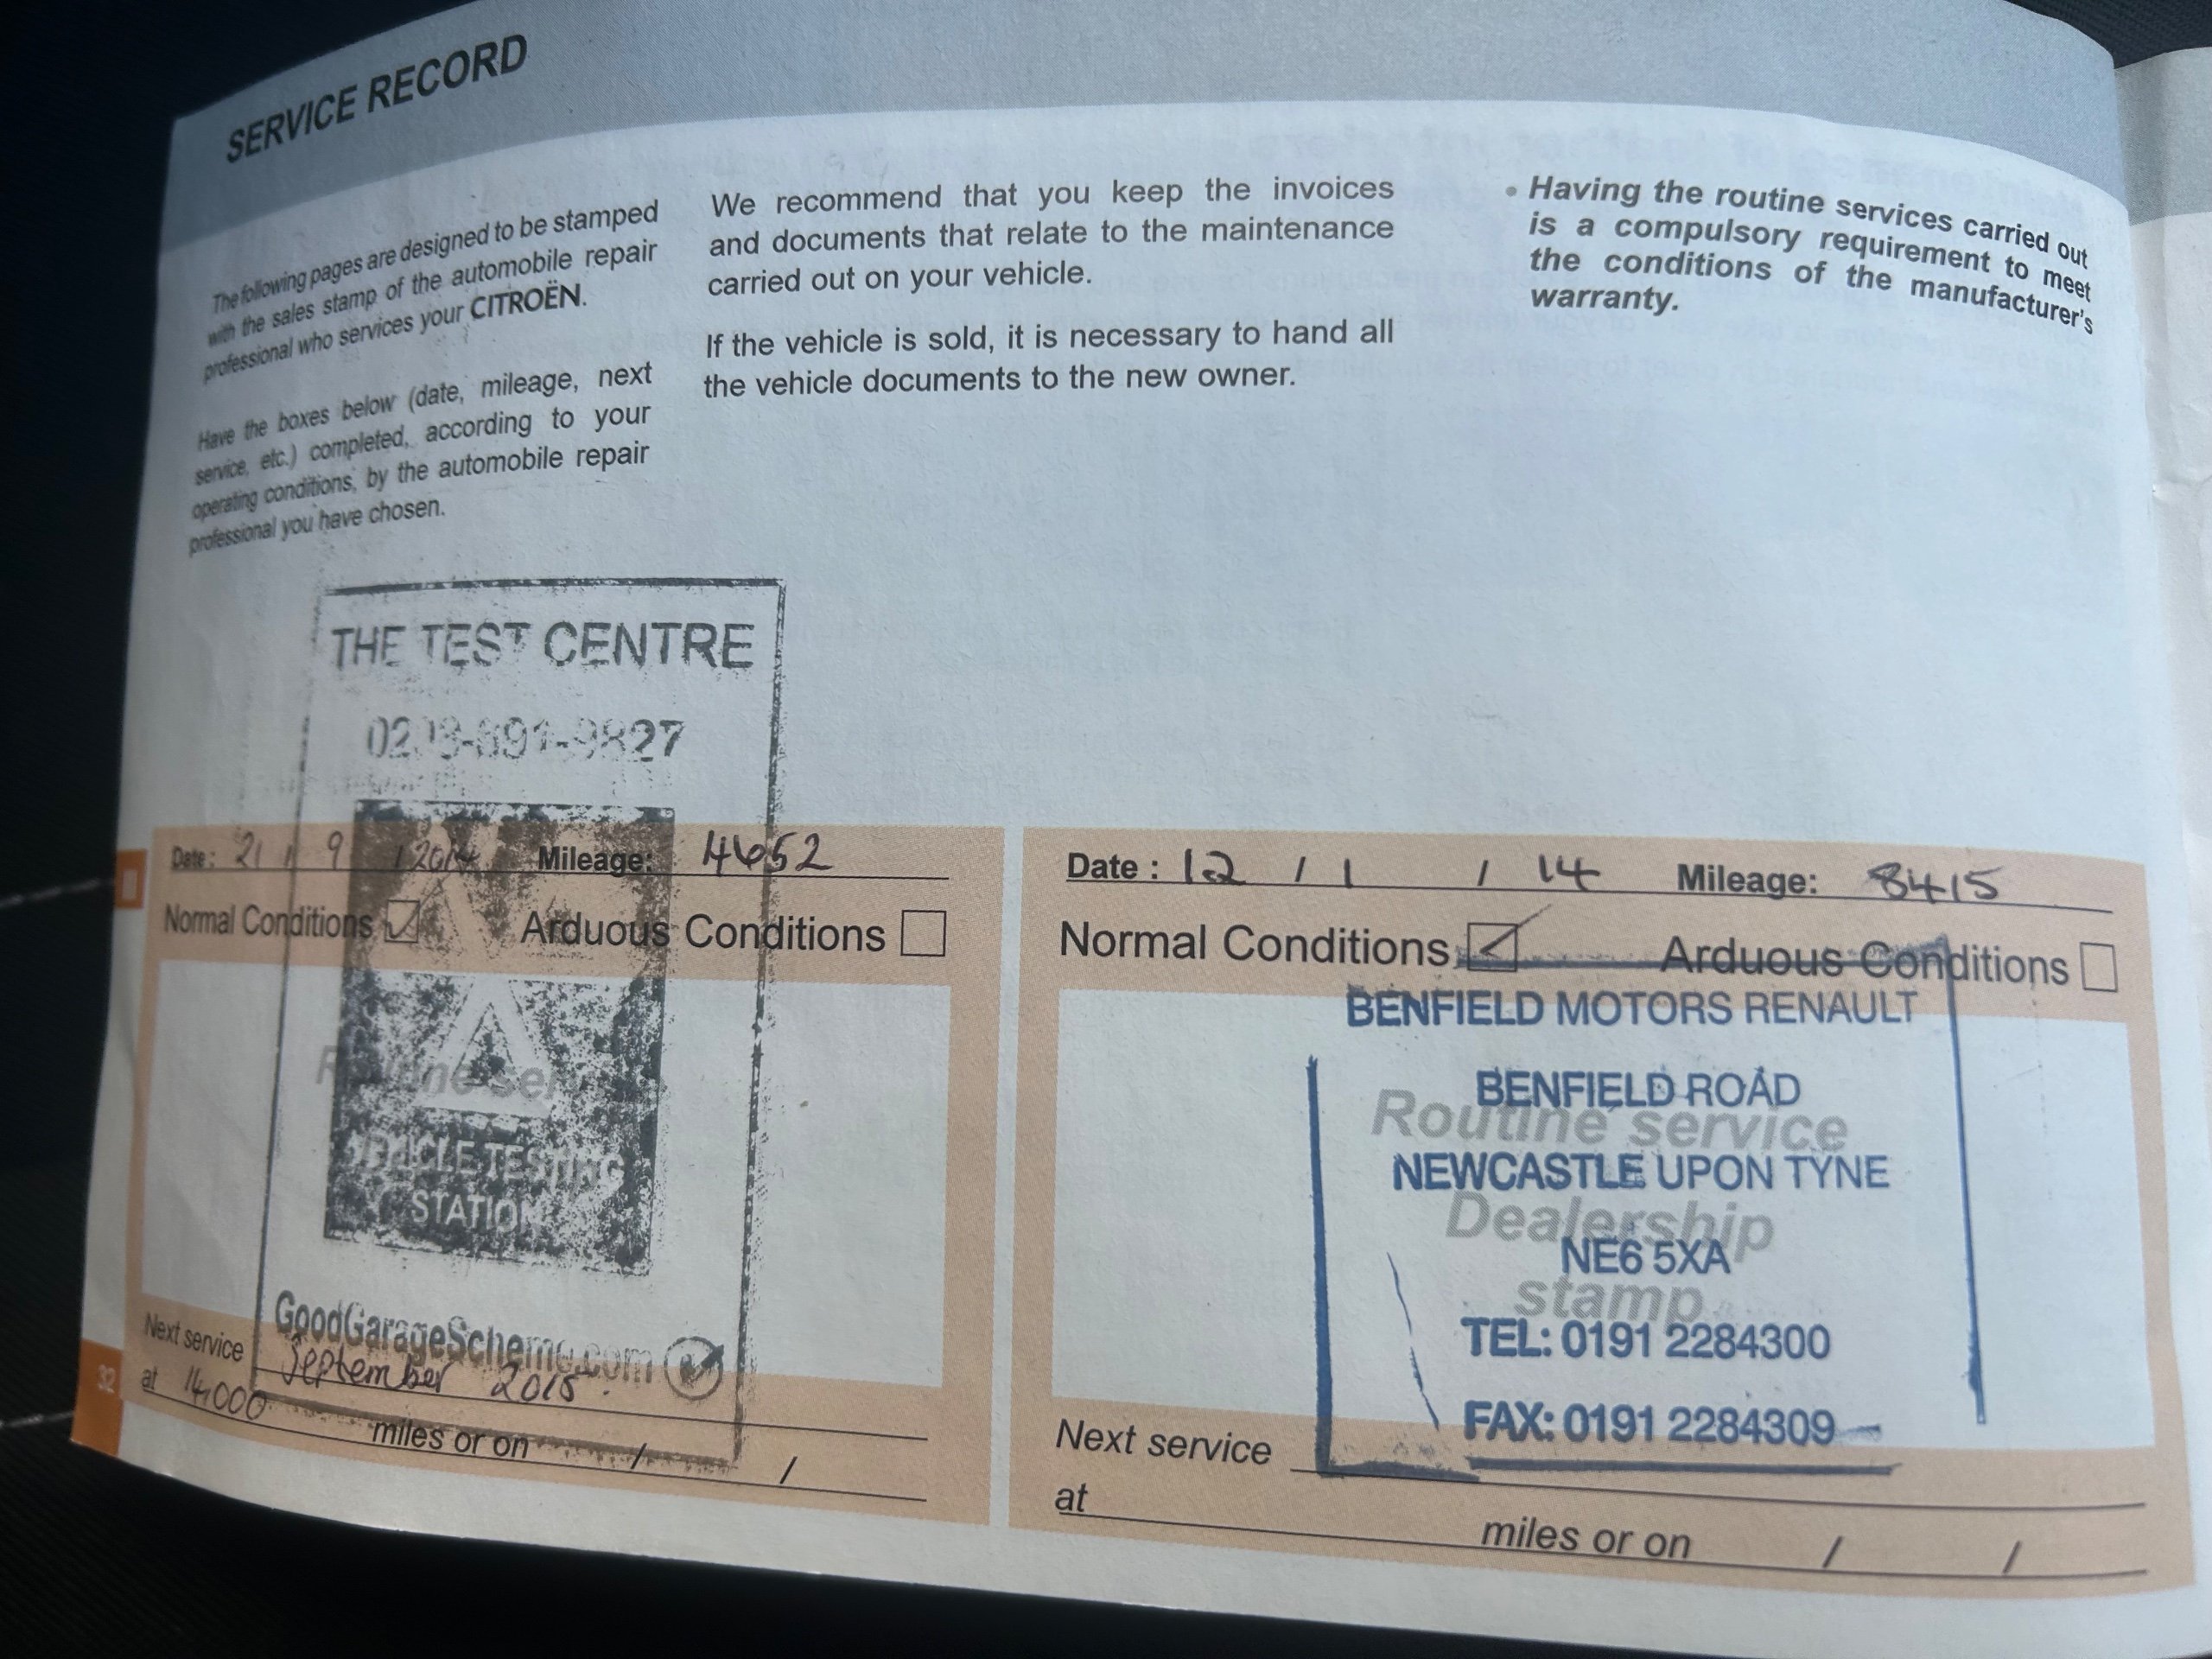 SERVICE RECORD
The following pages are designed to be stamped
with the sales stamp of the automobile repair
professional who services your CITROËN.
Have the boxes below (date, mileage, next
service, etc.) completed, according to your
operating conditions, by the automobile repair
professional you have chosen.
We recommend that you keep the invoices
and documents that relate to the maintenance
carried out on your vehicle.
If the vehicle is sold, it is necessary to hand all
the vehicle documents to the new owner.
• Having the routine services carried out
is a compulsory requirement to meet
the conditions of the manufacturer's
warranty.
THE TEST CENTRE
Date: 21 / 9 / 2014 Mileage: 4652
Normal Conditions Arduous Conditions
VEHICLE TESTING
STATION
GoodGarageScheme.com
Next service September 2015.
at 14,000 miles or on / /
32
Date : 12 / 1 / 14 Mileage: 8415
Normal Conditions Arduous Conditions
BENFIELD MOTORS RENAULT
BENFIELD ROAD
Routine service
NEWCASTLE UPON TYNE
Dealership
NE6 5XA
stamp
TEL: 0191 2284300
FAX: 0191 2284309
Next service
at miles or on / /